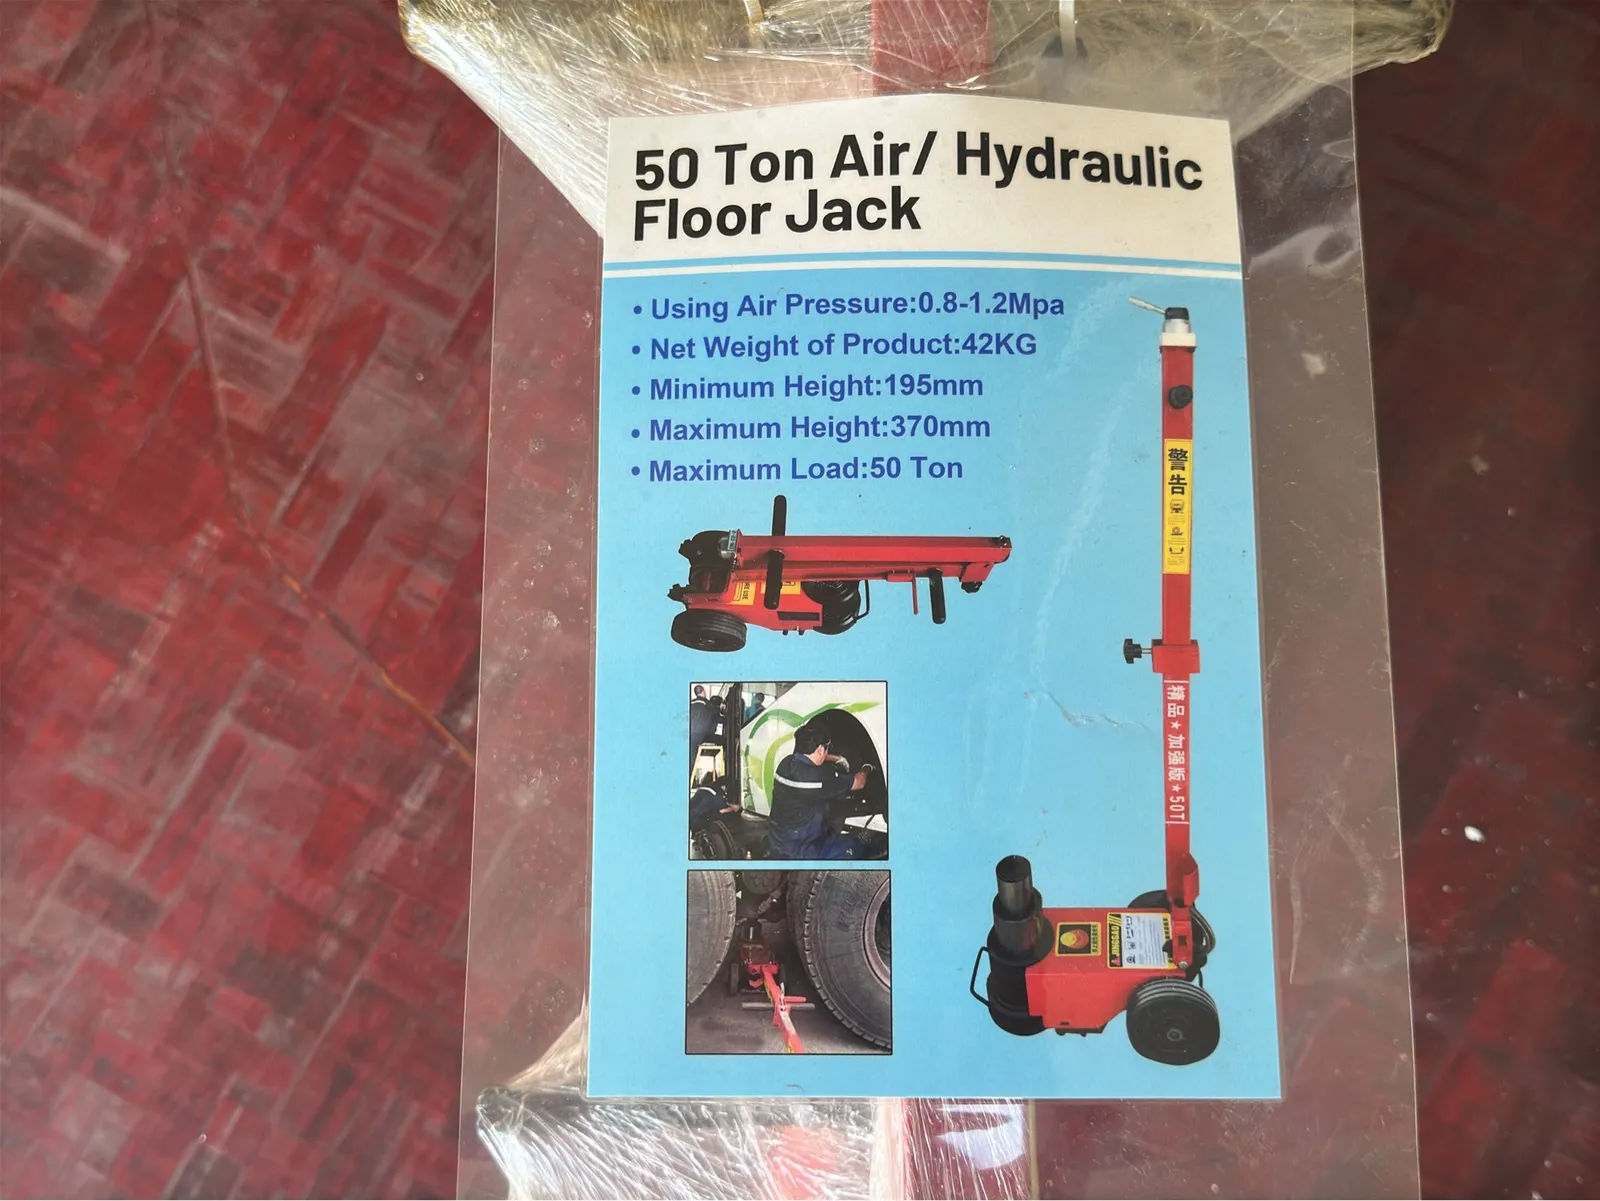 50 Ton Air/ Hydraulic
Floor Jack
• Using Air Pressure:0.8-1.2Mpa
• Net Weight of Product:42KG
• Minimum Height:195mm
• Maximum Height:370mm
• Maximum Load:50 Ton
警告
精品★加强版★50T
JINGGAO